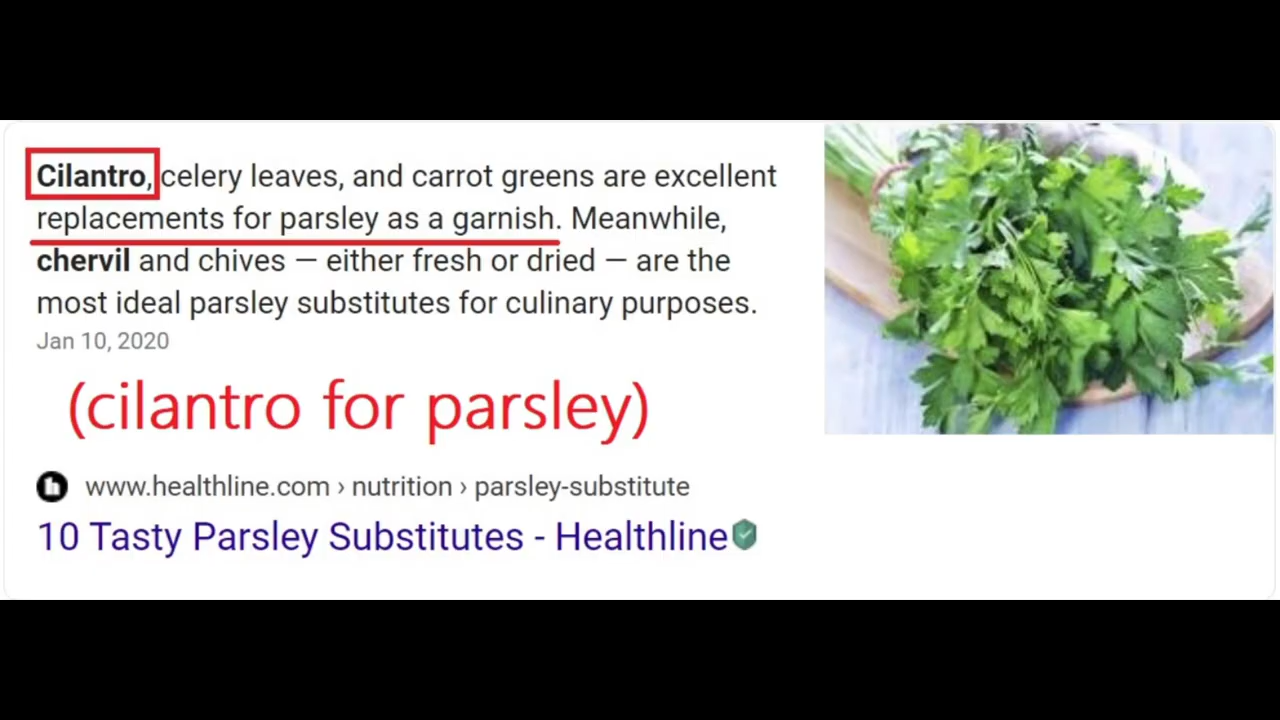 Cilantro, celery leaves, and carrot greens are excellent
replacements for parsley as a garnish. Meanwhile,
chervil and chives — either fresh or dried — are the
most ideal parsley substitutes for culinary purposes.
Jan 10, 2020
(cilantro for parsley)
h www.healthline.com › nutrition › parsley-substitute
10 Tasty Parsley Substitutes - Healthline